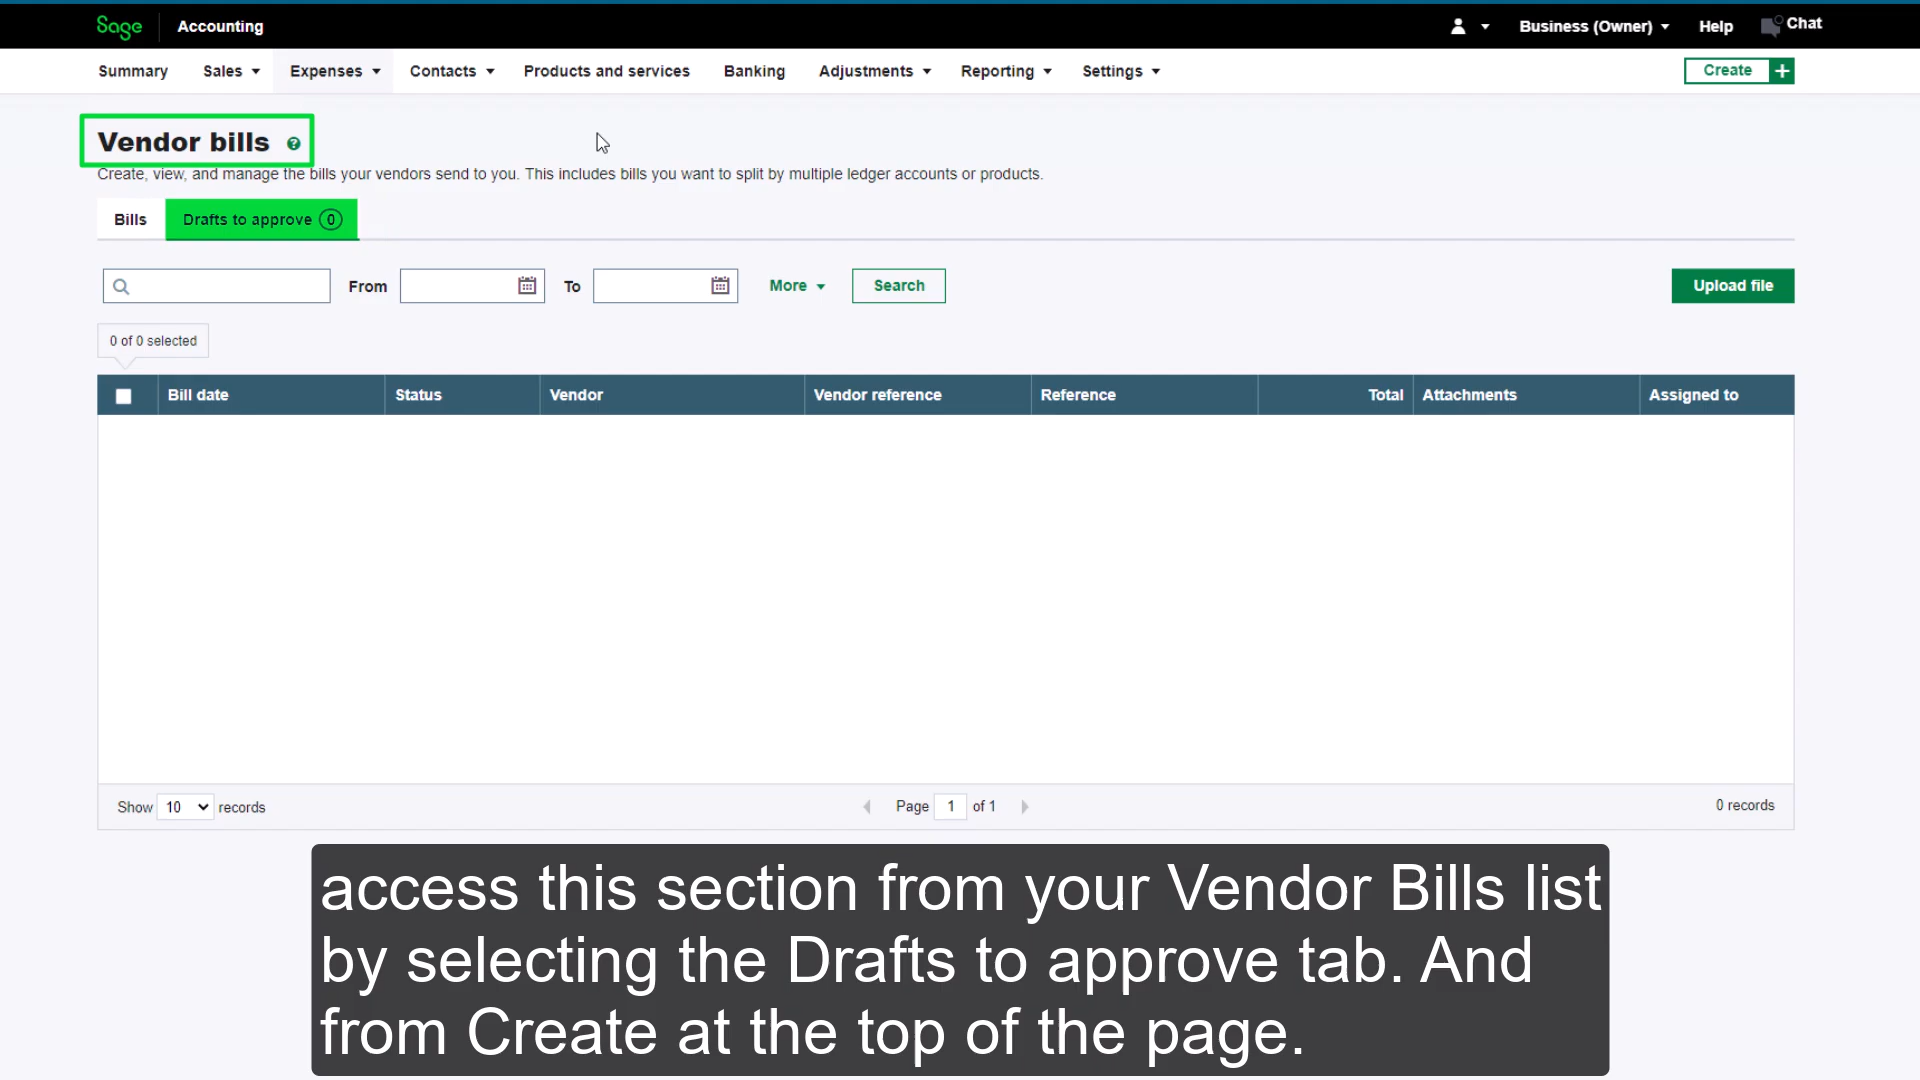 Sage Accounting Business (Owner) Help Chat
Summary Sales Expenses Contacts Products and services Banking Adjustments Reporting Settings Create +
Vendor bills ?
Create, view, and manage the bills your vendors send to you. This includes bills you want to split by multiple ledger accounts or products.
Bills Drafts to approve 0
From To More Search Upload file
0 of 0 selected
Bill date Status Vendor Vendor reference Reference Total Attachments Assigned to
Show 10 records Page 1 of 1 0 records
access this section from your Vendor Bills list
by selecting the Drafts to approve tab. And
from Create at the top of the page.